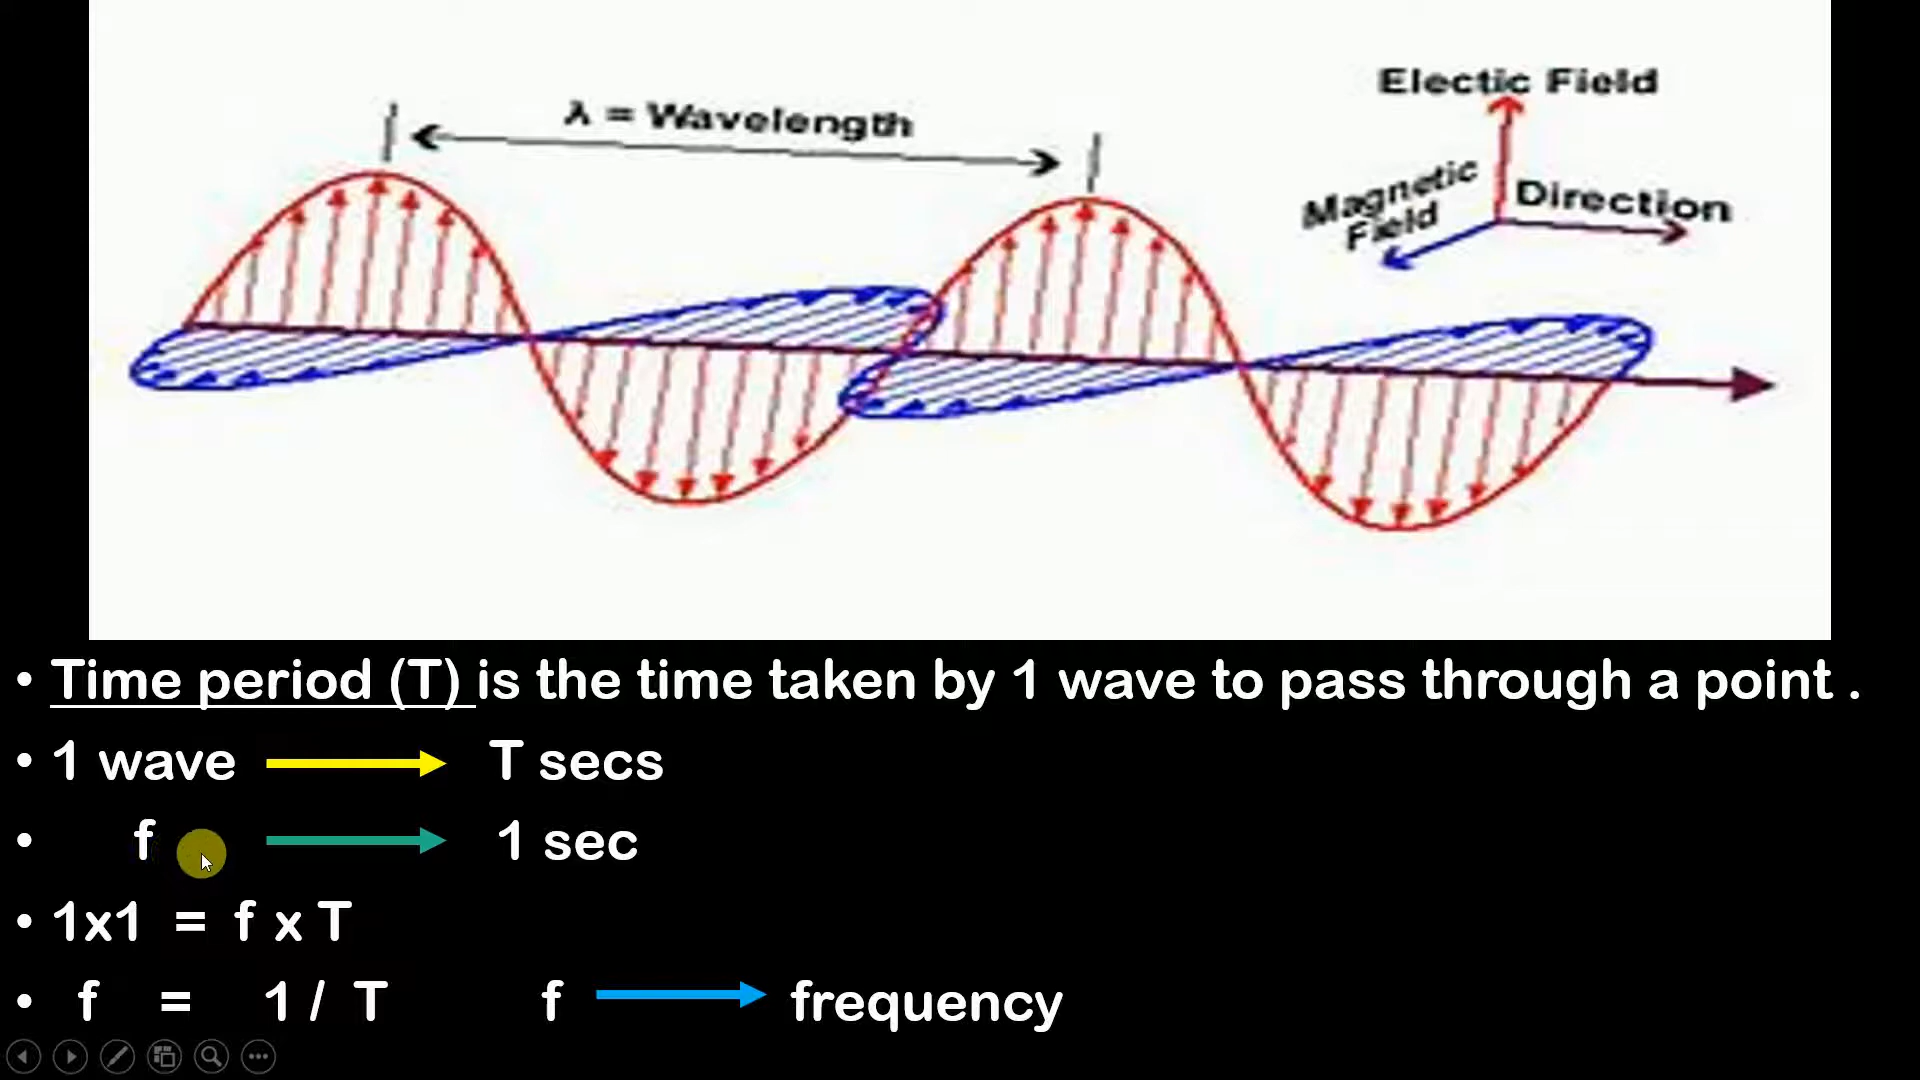 Electic Field
λ = Wavelength
Magnetic
Field
Direction
• Time period (T) is the time taken by 1 wave to pass through a point .
• 1 wave T secs
• f 1 sec
• 1x1 = f x T
• f = 1 / T f frequency